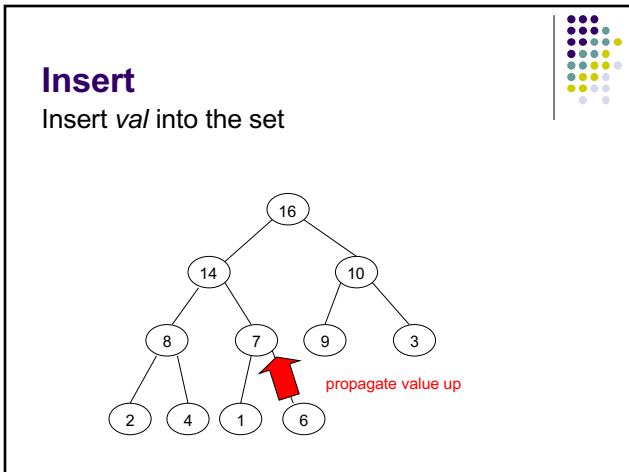 Insert
Insert val into the set
16
14 10
8 7 9 3
propagate value up
2 4 1 6